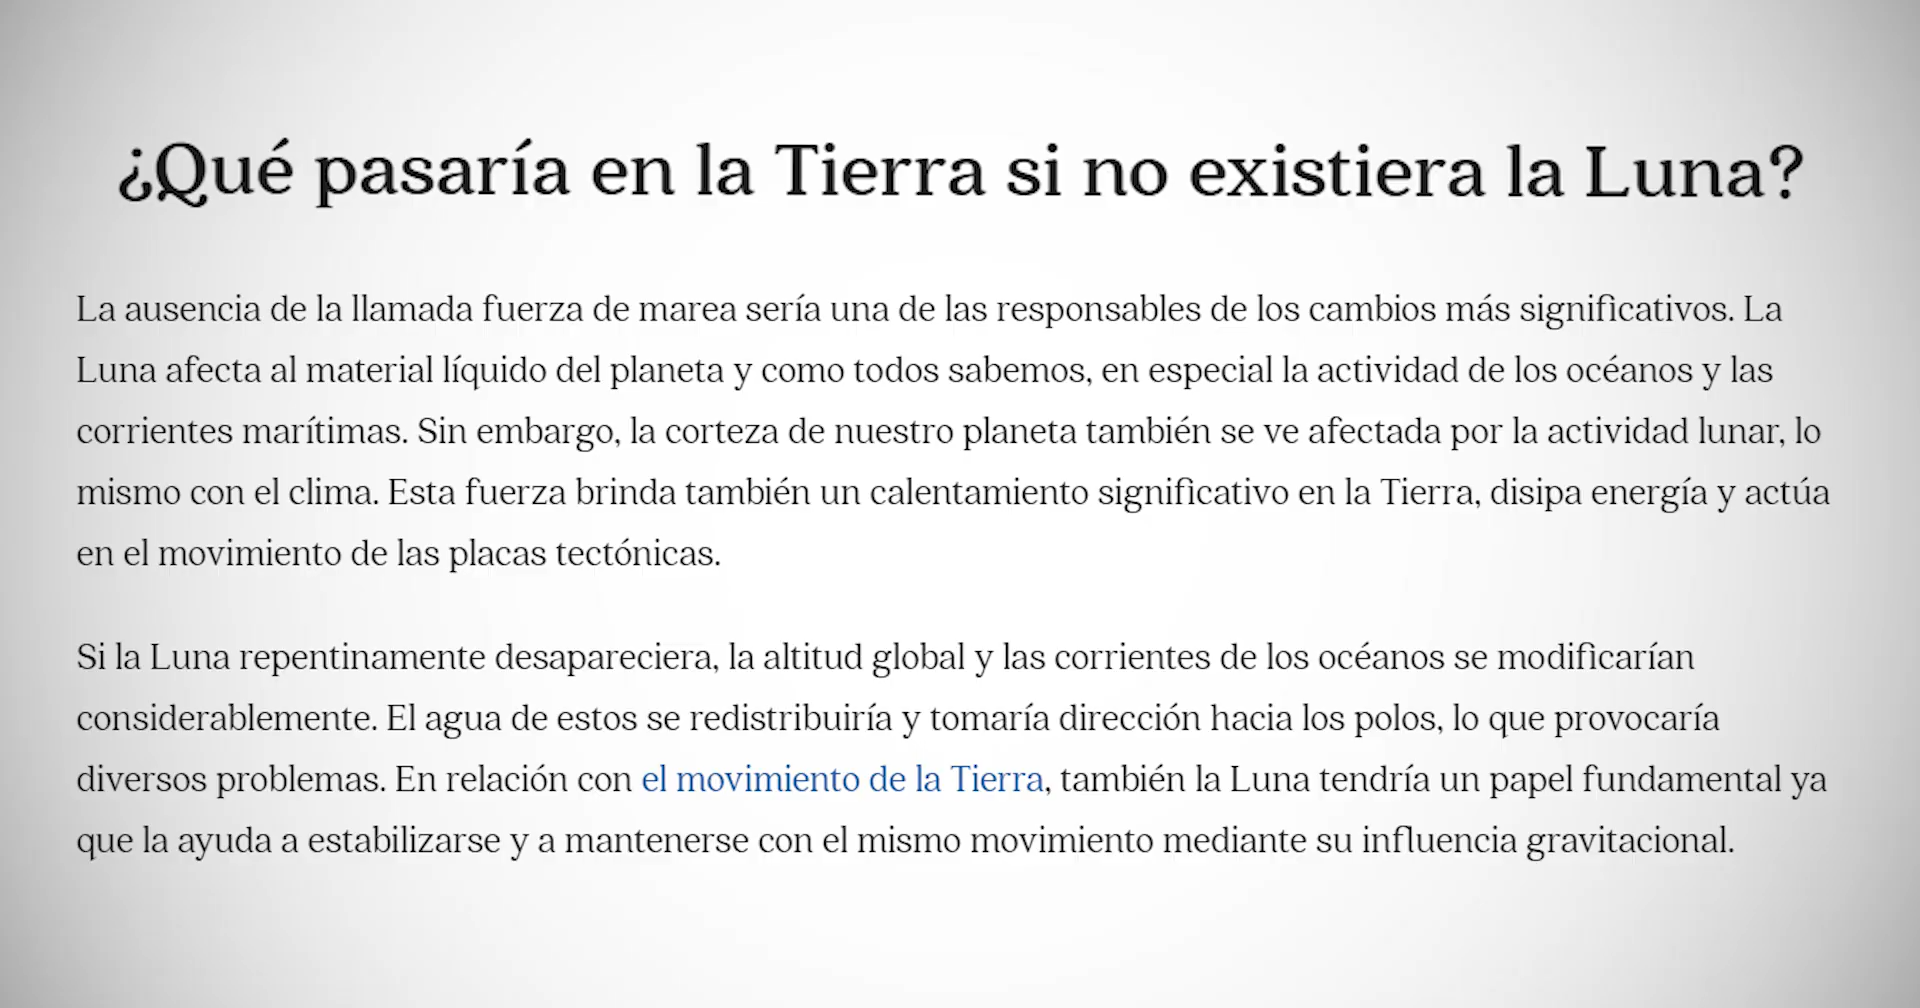 ¿Qué pasaría en la Tierra si no existiera la Luna?
La ausencia de la llamada fuerza de marea sería una de las responsables de los cambios más significativos. La
Luna afecta al material líquido del planeta y como todos sabemos, en especial la actividad de los océanos y las
corrientes marítimas. Sin embargo, la corteza de nuestro planeta también se ve afectada por la actividad lunar, lo
mismo con el clima. Esta fuerza brinda también un calentamiento significativo en la Tierra, disipa energía y actúa
en el movimiento de las placas tectónicas.
Si la Luna repentinamente desapareciera, la altitud global y las corrientes de los océanos se modificarían
considerablemente. El agua de estos se redistribuiría y tomaría dirección hacia los polos, lo que provocaría
diversos problemas. En relación con el movimiento de la Tierra, también la Luna tendría un papel fundamental ya
que la ayuda a estabilizarse y a mantenerse con el mismo movimiento mediante su influencia gravitacional.